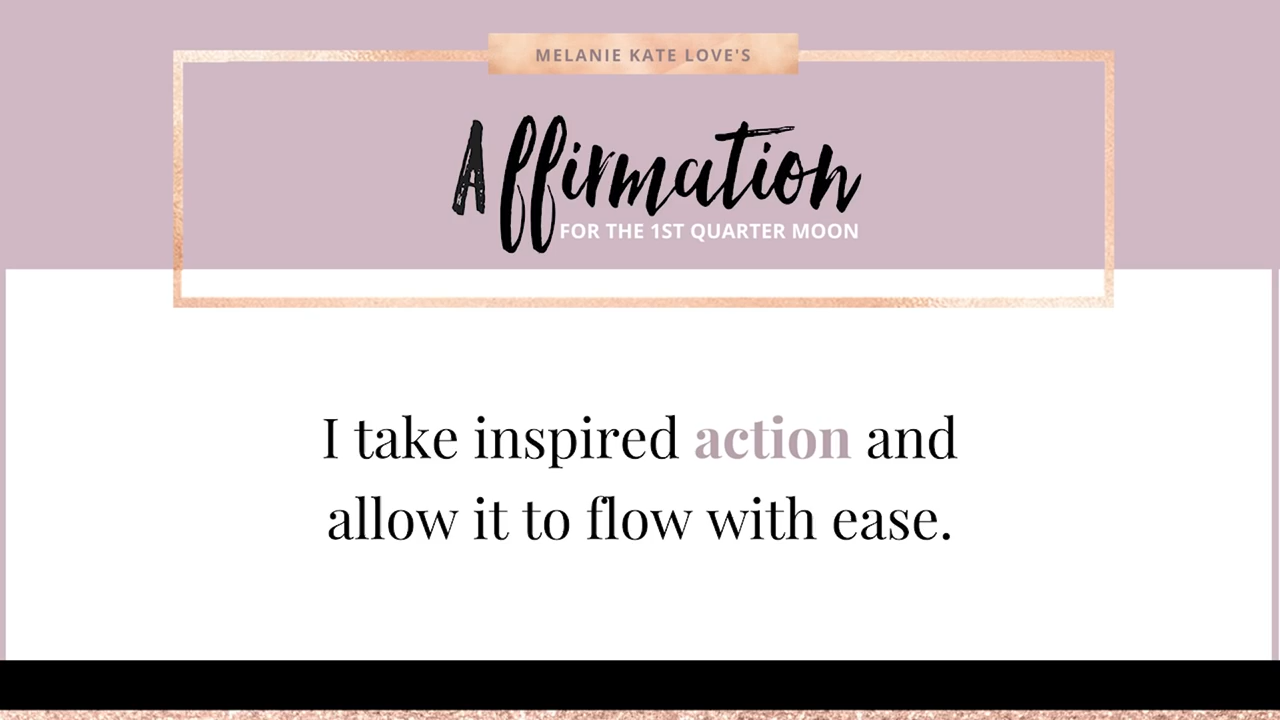 MELANIE KATE LOVE'S
Affirmation
FOR THE 1ST QUARTER MOON
I take inspired action and
allow it to flow with ease.